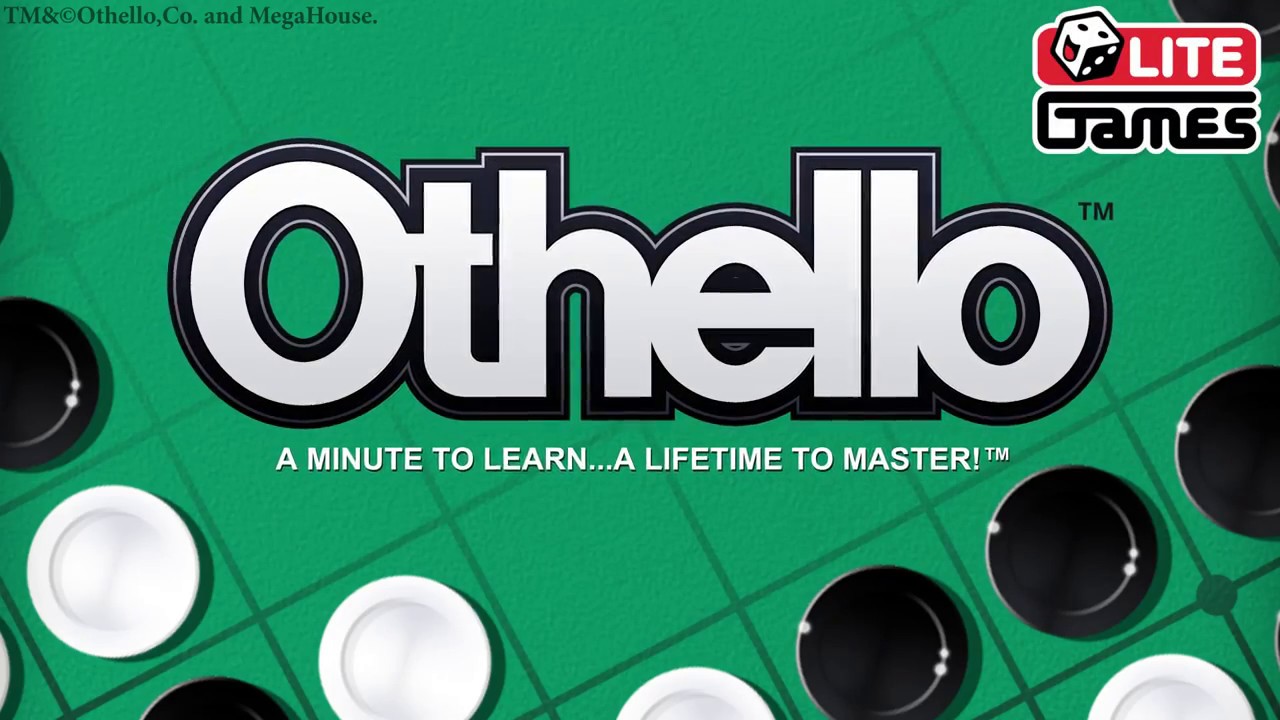 TM&©Othello,Co. and MegaHouse.
LITE
Games
Othello™
A MINUTE TO LEARN...A LIFETIME TO MASTER!™